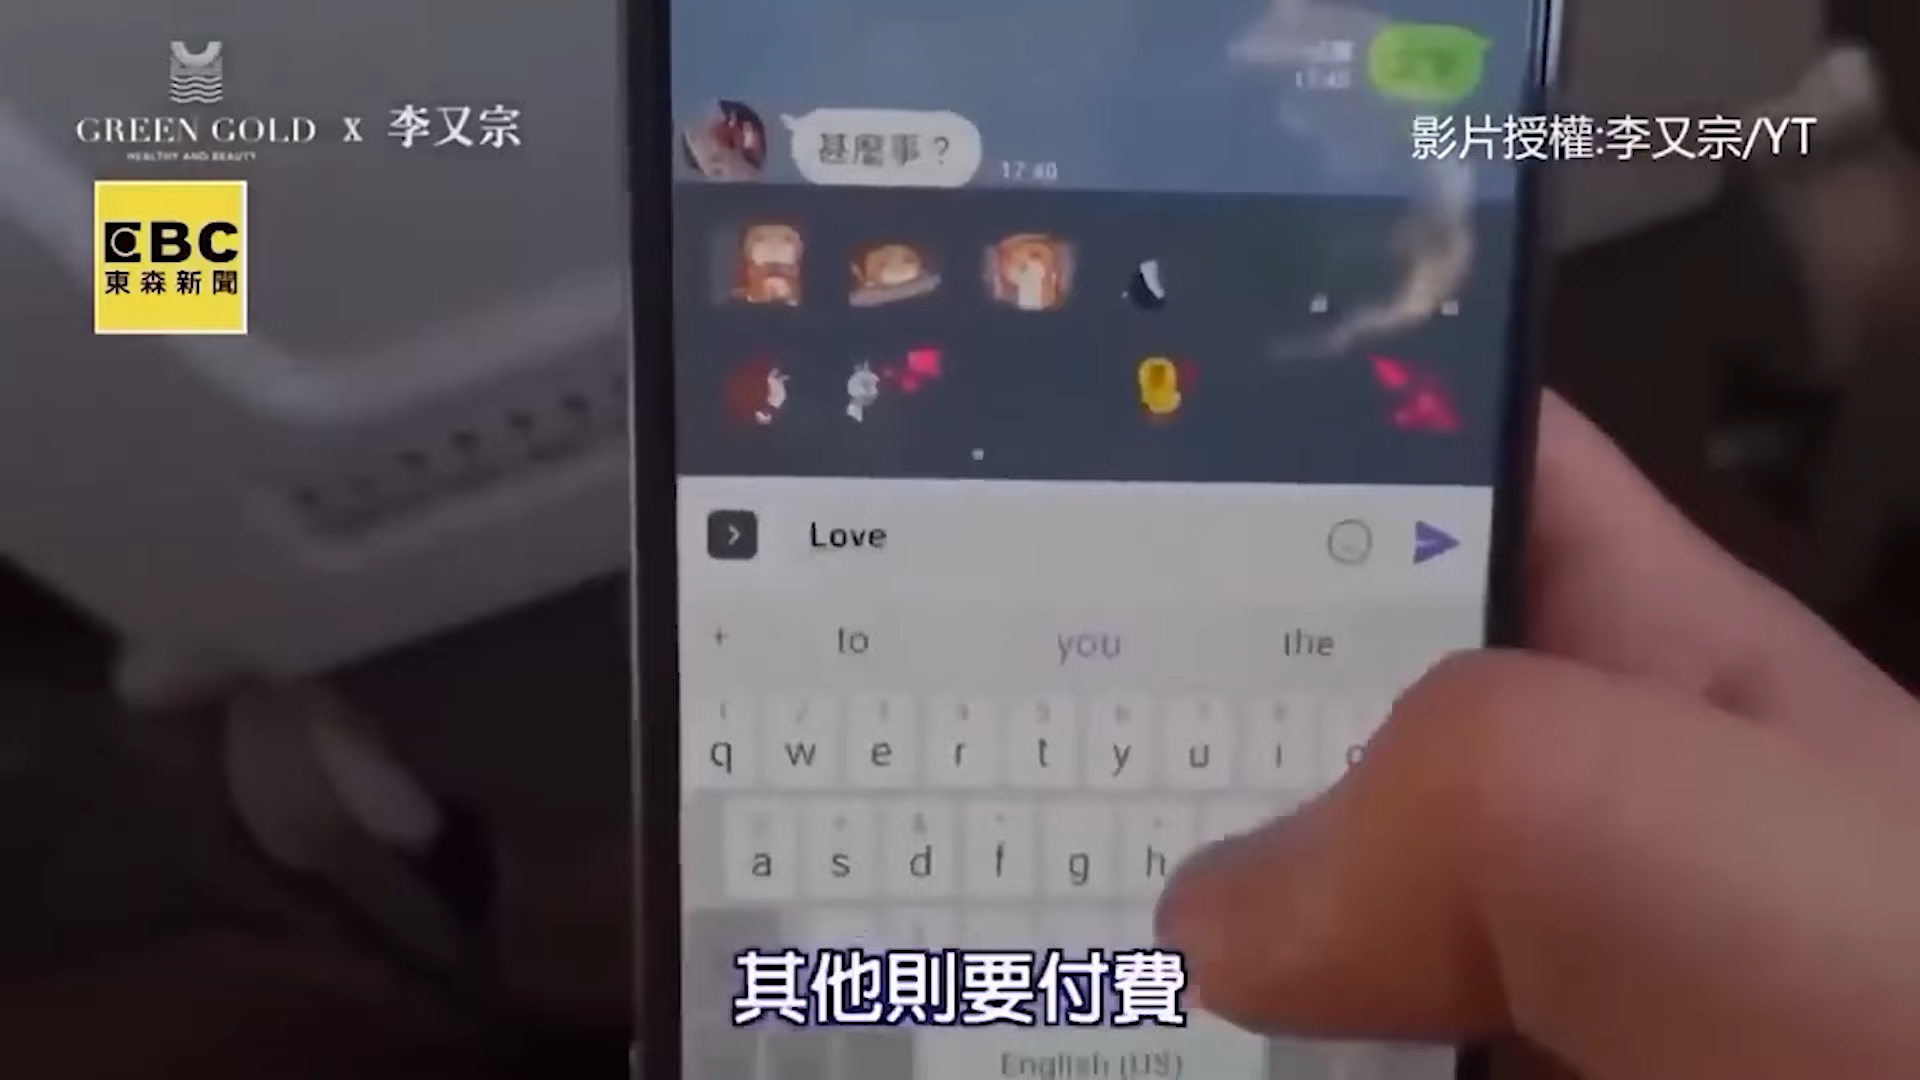 GREEN GOLD x 李又宗
HEALTHY AND BEAUTY
EBC
東森新聞
影片授權:李又宗/YT
17:40
甚麼事？
17:40
Love
to you the
q w e r t y u i
a s d f g h
其他則要付費
English (US)